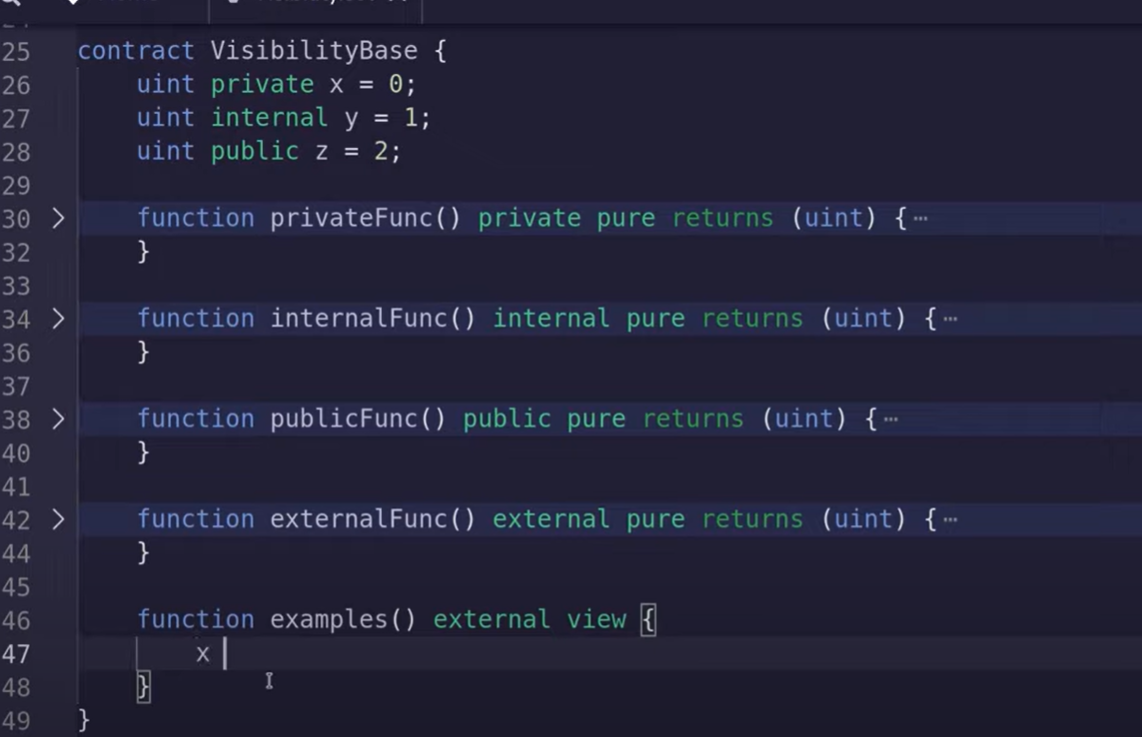 25 contract VisibilityBase {
26 uint private x = 0;
27 uint internal y = 1;
28 uint public z = 2;
29
30 function privateFunc() private pure returns (uint) { ⋯
32 }
33
34 function internalFunc() internal pure returns (uint) { ⋯
36 }
37
38 function publicFunc() public pure returns (uint) { ⋯
40 }
41
42 function externalFunc() external pure returns (uint) { ⋯
44 }
45
46 function examples() external view {
47 x
48 }
49 }